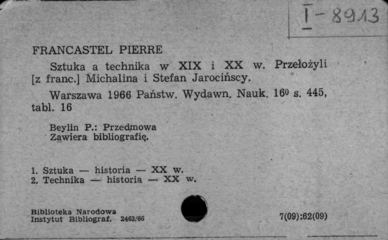 I-8913
FRANCASTEL PIERRE
Sztuka a technika w XIX i XX w. Przełożyli
[z franc.] Michalina i Stefan Jarocińscy.
Warszawa 1966 Państw. Wydawn. Nauk. 16⁰ s. 445,
tabl. 16
Beylin P.: Przedmowa
Zawiera bibliografię.
1. Sztuka — historia — XX w.
2. Technika — historia — XX w.
Biblioteka Narodowa
Instytut Bibliograf. 2463/66
7(09):62(09)